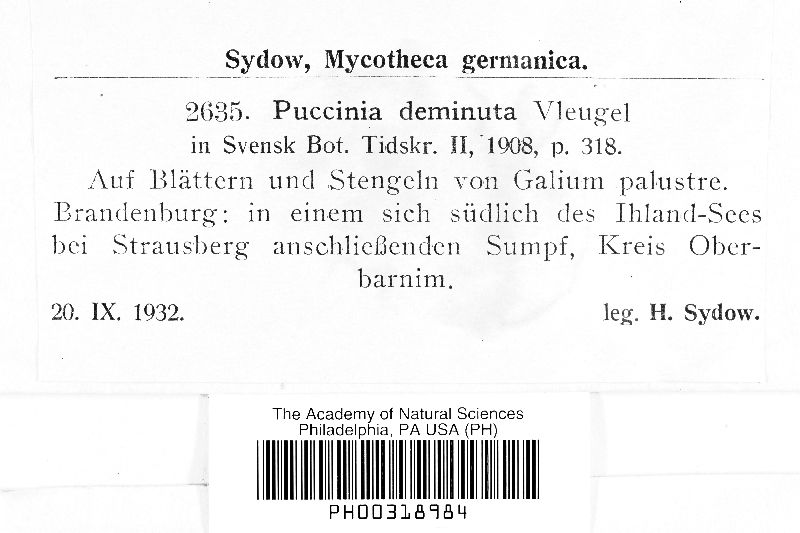 Sydow, Mycotheca germanica.
2635. Puccinia deminuta Vleugel
in Svensk Bot. Tidskr. II, 1908, p. 318.
Auf Blättern und Stengeln von Galium palustre.
Brandenburg: in einem sich südlich des Ihland-Sees
bei Strausberg anschließenden Sumpf, Kreis Ober-
barnim.
20. IX. 1932. leg. H. Sydow.
The Academy of Natural Sciences
Philadelphia, PA USA (PH)
PH00318984